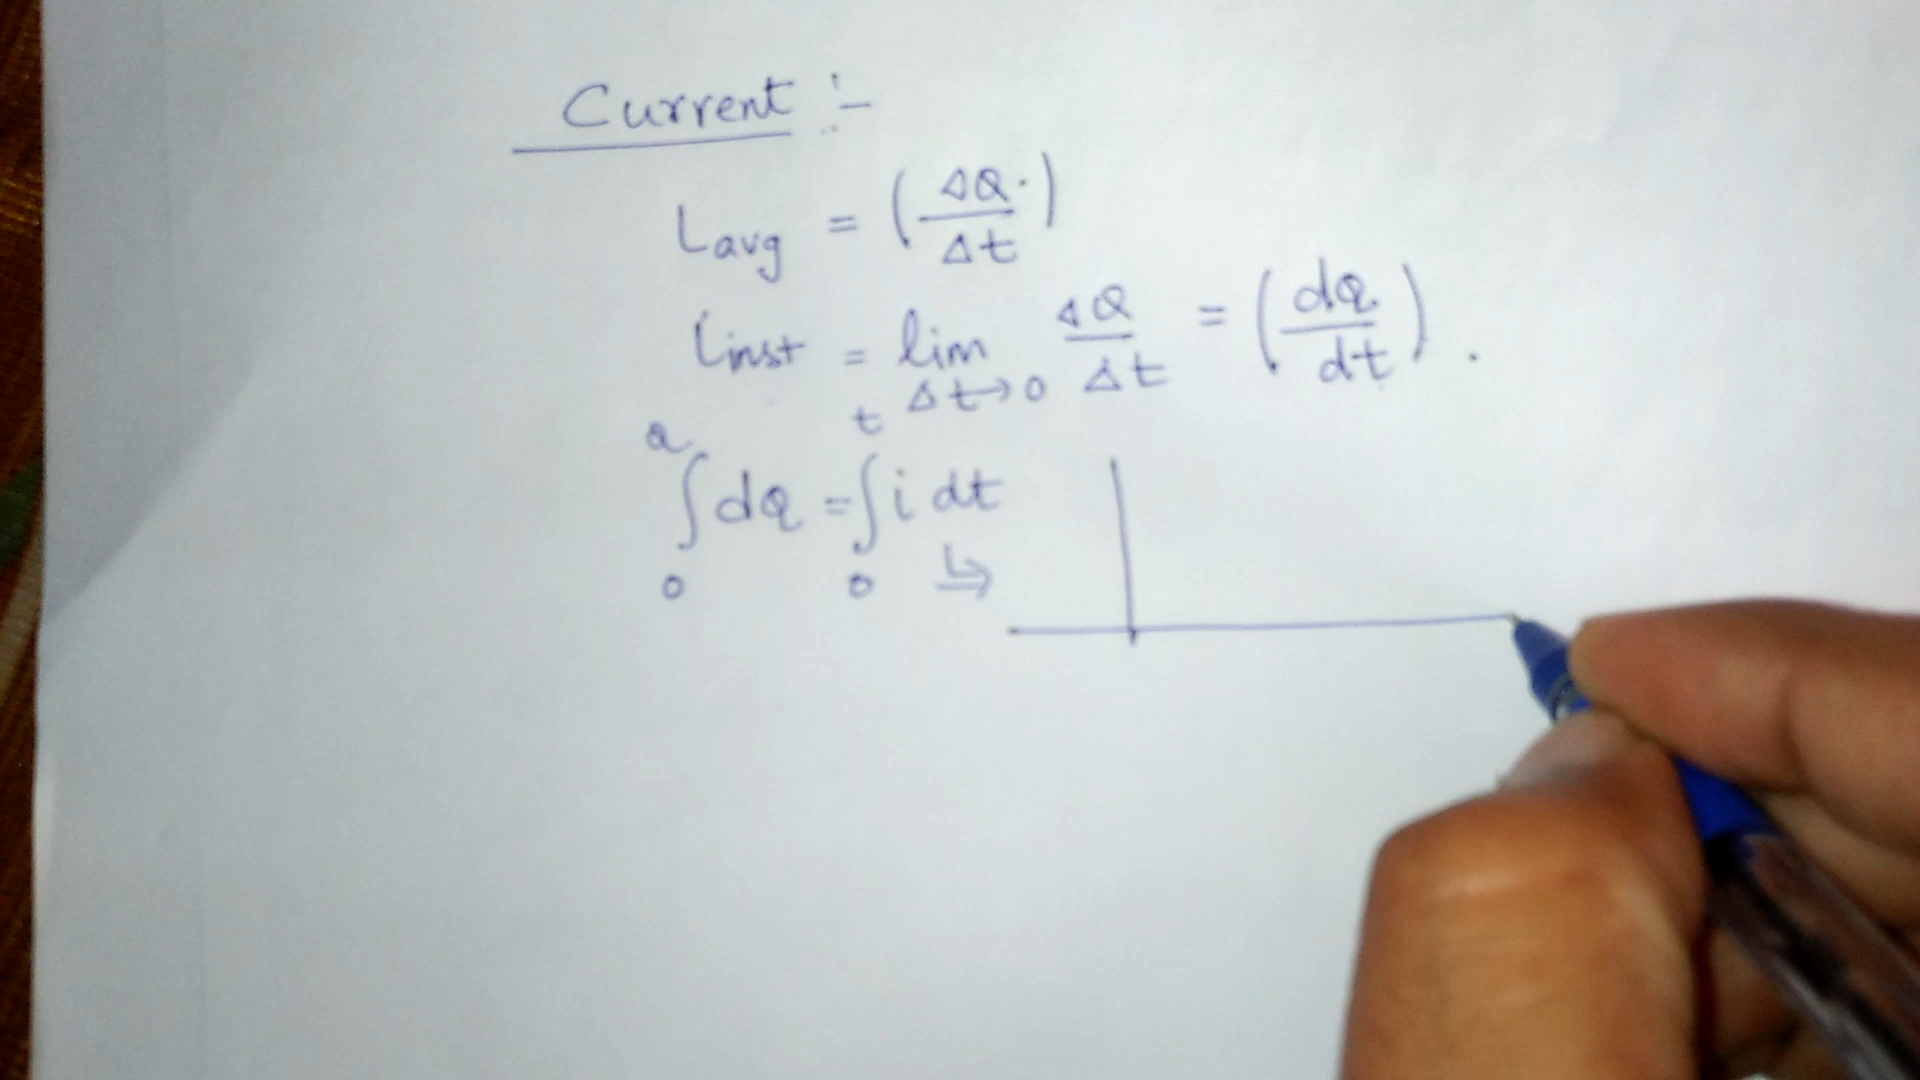 Current :-
iavg = (ΔQ/Δt)
iinst = lim Δt→0 ΔQ/Δt = (dQ/dt).
∫₀^Q dQ = ∫₀^t i dt
↳